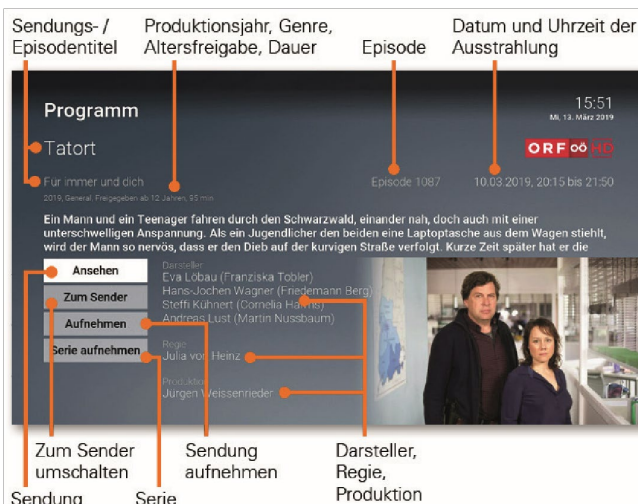 Sendungs- /
Episodentitel
Produktionsjahr, Genre,
Altersfreigabe, Dauer
Episode
Datum und Uhrzeit der
Ausstrahlung
Programm
15:51
Mi, 13. März 2019
Tatort
ORF OÖ HD
Für immer und dich
Episode 1087
10.03.2019, 20:15 bis 21:50
2019, General, Freigegeben ab 12 Jahren, 95 min
Ein Mann und ein Teenager fahren durch den Schwarzwald, einander nah, doch auch mit einer
unterschwelligen Anspannung. Als ein Jugendlicher den beiden eine Laptoptasche aus dem Wagen stiehlt,
wird der Mann so nervös, dass er den Dieb auf der kurvigen Straße verfolgt. Kurze Zeit später hat er die
Ansehen
Zum Sender
Aufnehmen
Serie aufnehmen
Darsteller
Eva Löbau (Franziska Tobler)
Hans-Jochen Wagner (Friedemann Berg)
Steffi Kühnert (Cornelia Harms)
Andreas Lust (Martin Nussbaum)
Regie
Julia von Heinz
Produktion
Jürgen Weissenrieder
Zum Sender
umschalten
Sendung
aufnehmen
Darsteller,
Regie,
Produktion
Sendung
Serie